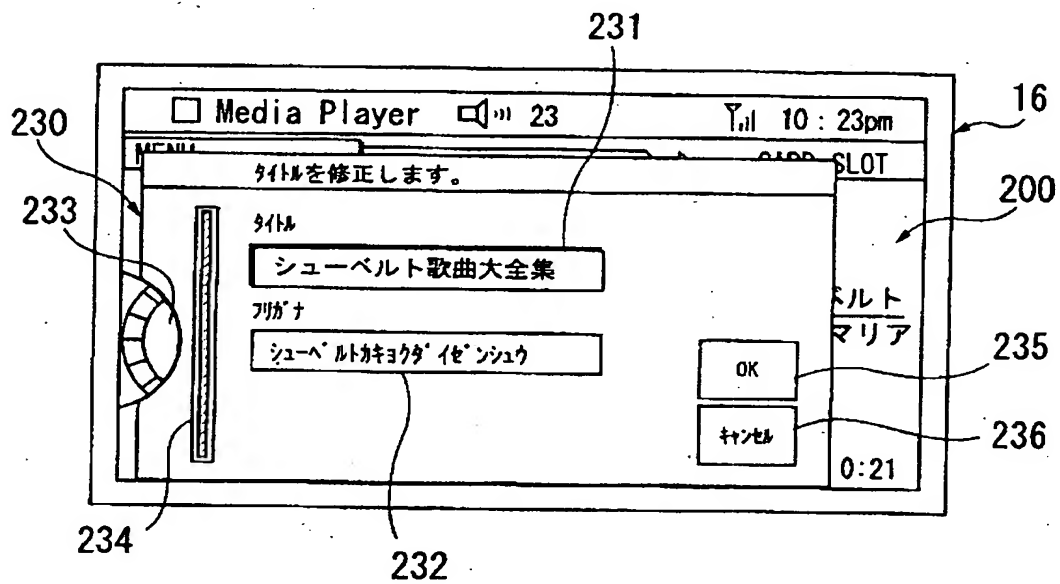 231
□ Media Player 23 10 : 23pm
16
230
MENU
SLOT
タイトルを修正します。
200
233
タイトル
シューベルト歌曲大全集
ベルト
フリガナ
マリア
シューベルトカキョクダイゼンシュウ
OK
235
キャンセル
236
0:21
234
232